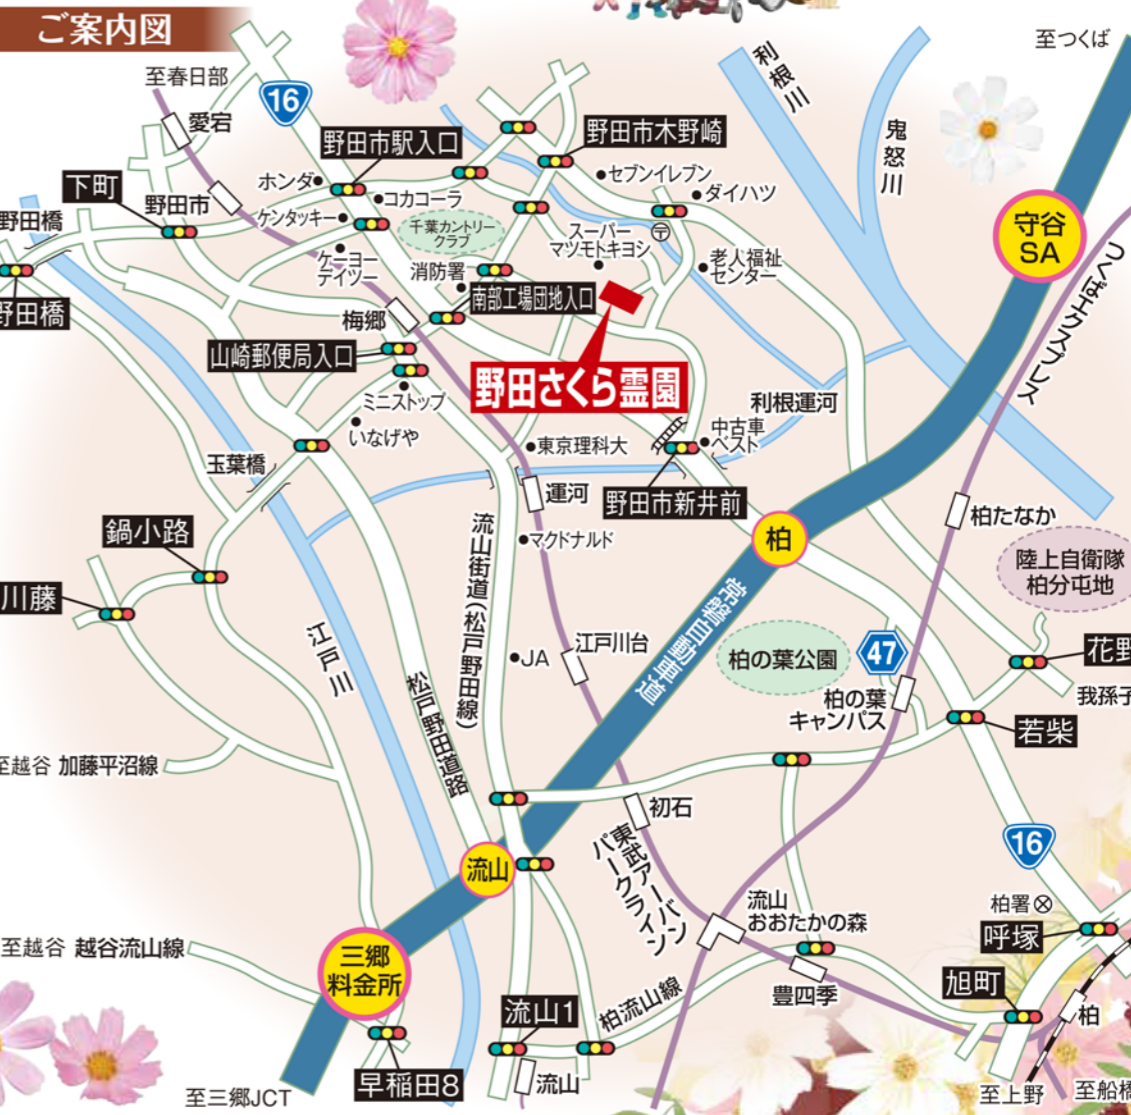 ご案内図
至春日部
愛宕
16
野田市駅入口
野田市木野崎
利根川
鬼怒川
至つくば
下町
野田市
ホンダ
コカコーラ
ケンタッキー
セブンイレブン
ダイハツ
野田橋
千葉カントリー
クラブ
スーパー
マツモトキヨシ
〒
守谷
SA
ケーヨー
デイツー
消防署
老人福祉
センター
つくばエクスプレス
野田橋
南部工場団地入口
梅郷
山崎郵便局入口
野田さくら霊園
ミニストップ
いなげや
利根運河
中古車
ベスト
東京理科大
玉葉橋
運河
野田市新井前
柏たなか
鍋小路
マクドナルド
柏
陸上自衛隊
柏分屯地
川藤
流山街道(松戸野田線)
常磐自動車道
江戸川
JA
江戸川台
柏の葉公園
47
花野
我孫子
柏の葉
キャンパス
若柴
松戸野田道路
至越谷 加藤平沼線
初石
東武アーバン
パークライン
16
流山
流山
おおたかの森
柏署
呼塚
至越谷 越谷流山線
三郷
料金所
豊四季
旭町
柏流山線
流山1
柏
早稲田8
流山
至三郷JCT
至上野
至船橋